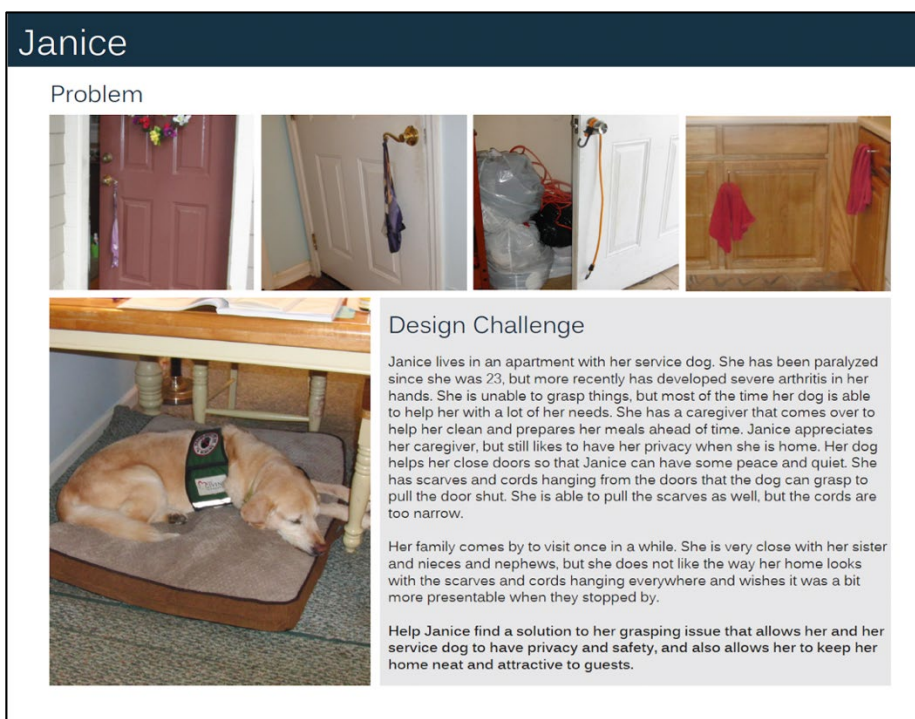 Janice
Problem
Design Challenge
Janice lives in an apartment with her service dog. She has been paralyzed
since she was 23, but more recently has developed severe arthritis in her
hands. She is unable to grasp things, but most of the time her dog is able
to help her with a lot of her needs. She has a caregiver that comes over to
help her clean and prepares her meals ahead of time. Janice appreciates
her caregiver, but still likes to have her privacy when she is home. Her dog
helps her close doors so that Janice can have some peace and quiet. She
has scarves and cords hanging from the doors that the dog can grasp to
pull the door shut. She is able to pull the scarves as well, but the cords are
too narrow.
Her family comes by to visit once in a while. She is very close with her sister
and nieces and nephews, but she does not like the way her home looks
with the scarves and cords hanging everywhere and wishes it was a bit
more presentable when they stopped by.
Help Janice find a solution to her grasping issue that allows her and her
service dog to have privacy and safety, and also allows her to keep her
home neat and attractive to guests.